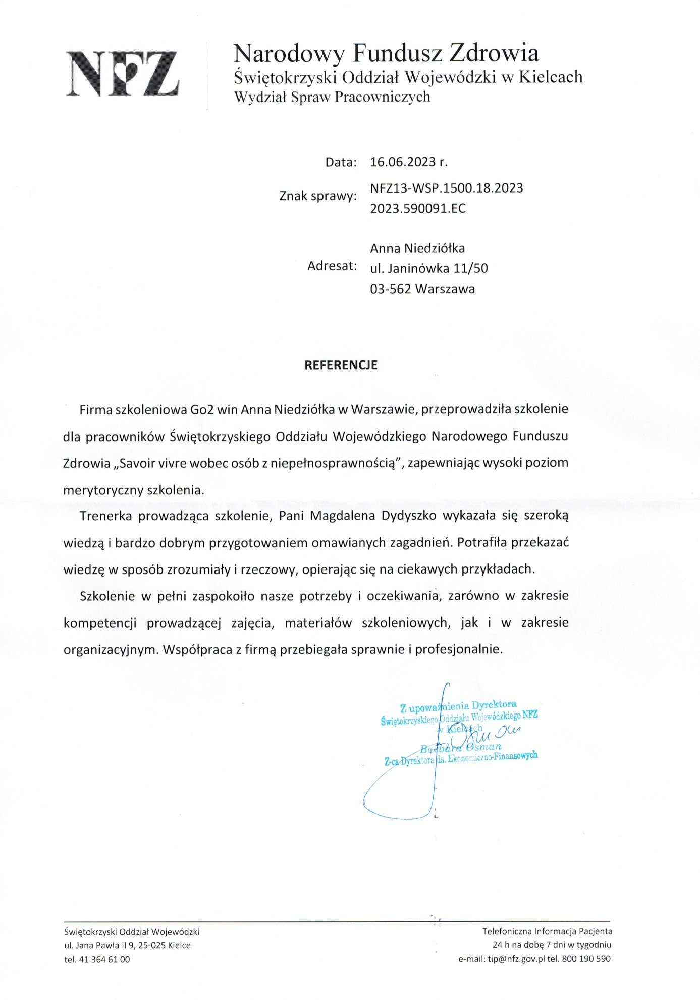 NFZ
Narodowy Fundusz Zdrowia
Świętokrzyski Oddział Wojewódzki w Kielcach
Wydział Spraw Pracowniczych
Data: 16.06.2023 r.
Znak sprawy: NFZ13-WSP.1500.18.2023
2023.590091.EC
Adresat: Anna Niedziółka
ul. Janinówka 11/50
03-562 Warszawa
REFERENCJE
Firma szkoleniowa Go2 win Anna Niedziółka w Warszawie, przeprowadziła szkolenie
dla pracowników Świętokrzyskiego Oddziału Wojewódzkiego Narodowego Funduszu
Zdrowia „Savoir vivre wobec osób z niepełnosprawnością”, zapewniając wysoki poziom
merytoryczny szkolenia.
Trenerka prowadząca szkolenie, Pani Magdalena Dydyszko wykazała się szeroką
wiedzą i bardzo dobrym przygotowaniem omawianych zagadnień. Potrafiła przekazać
wiedzę w sposób zrozumiały i rzeczowy, opierając się na ciekawych przykładach.
Szkolenie w pełni zaspokoiło nasze potrzeby i oczekiwania, zarówno w zakresie
kompetencji prowadzącej zajęcia, materiałów szkoleniowych, jak i w zakresie
organizacyjnym. Współpraca z firmą przebiegała sprawnie i profesjonalnie.
Z upoważnienia Dyrektora
Świętokrzyskiego Oddziału Wojewódzkiego NFZ
w Kielcach
Barbara Osman
Z-ca Dyrektora ds. Ekonomiczno-Finansowych
Świętokrzyski Oddział Wojewódzki
ul. Jana Pawła II 9, 25-025 Kielce
tel. 41 364 61 00
Telefoniczna Informacja Pacjenta
24 h na dobę 7 dni w tygodniu
e-mail: tip@nfz.gov.pl tel. 800 190 590